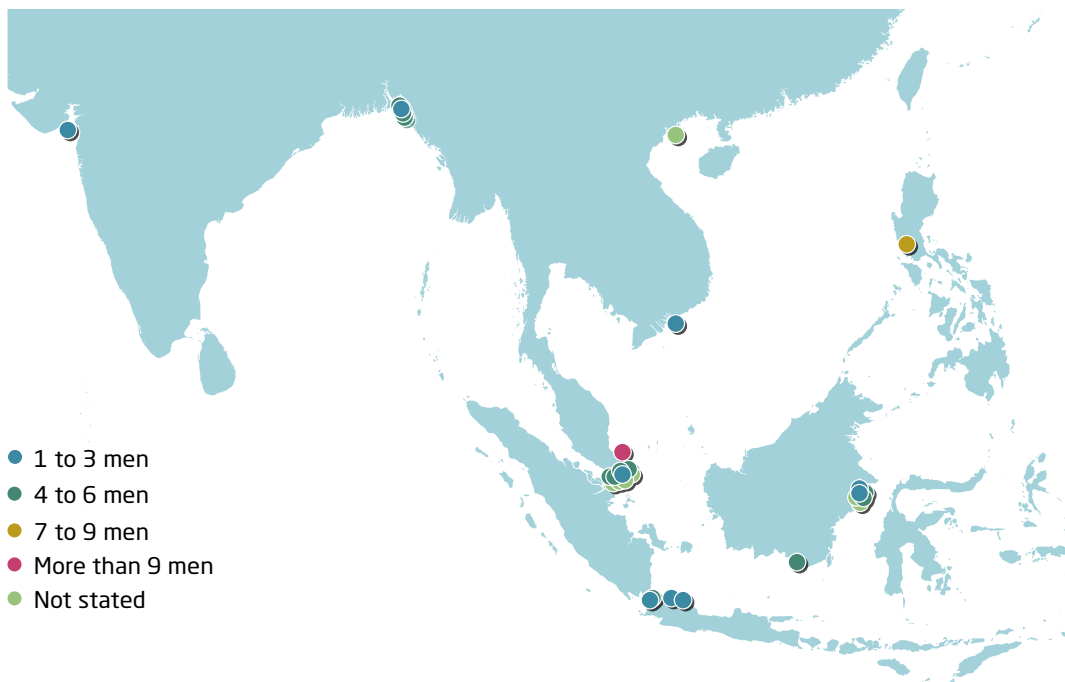 1 to 3 men
4 to 6 men
7 to 9 men
More than 9 men
Not stated